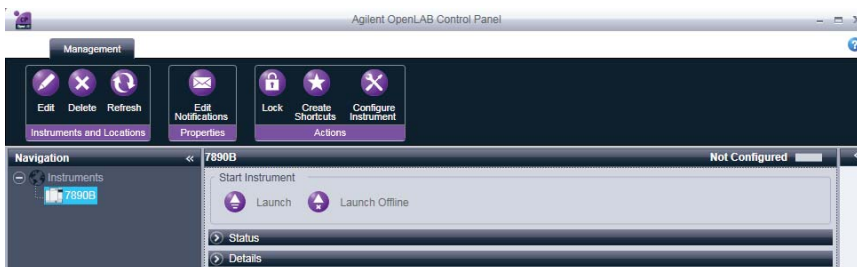 Agilent OpenLAB Control Panel
Management
Edit Delete Refresh
Edit
Notifications
Lock
Create
Shortcuts
Configure
Instrument
Instruments and Locations
Properties
Actions
Navigation «
7890B Not Configured
Instruments
7890B
Start Instrument
Launch Launch Offline
Status
Details